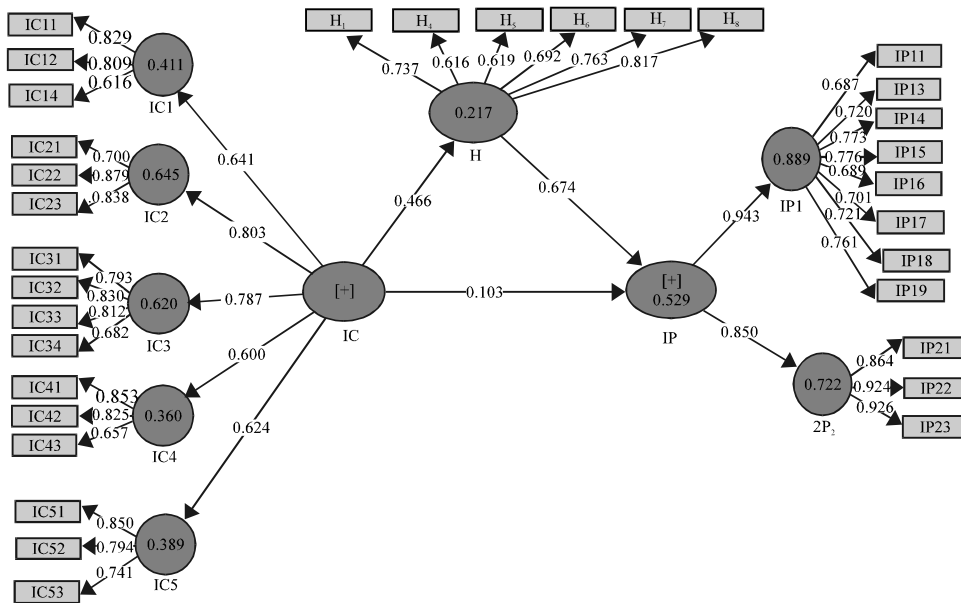 H₁ H₄ H₅ H₆ H₇ H₈
0.737 0.616 0.619 0.692 0.763 0.817
0.217
H
IC11
IC12
IC14
0.829
0.809
0.616
0.411
IC1
IC21
IC22
IC23
0.700
0.879
0.838
0.645
IC2
IC31
IC32
IC33
IC34
0.793
0.830
0.812
0.682
0.620
IC3
IC41
IC42
IC43
0.853
0.825
0.657
0.360
IC4
IC51
IC52
IC53
0.850
0.794
0.741
0.389
IC5
0.641
0.803
0.787
0.600
0.624
[+]
IC
0.466
0.103
0.674
[+]
0.529
IP
0.943
0.850
0.889
IP1
0.687
0.720
0.773
0.776
0.689
0.701
0.721
0.761
IP11
IP13
IP14
IP15
IP16
IP17
IP18
IP19
0.722
2P₂
0.864
0.924
0.926
IP21
IP22
IP23